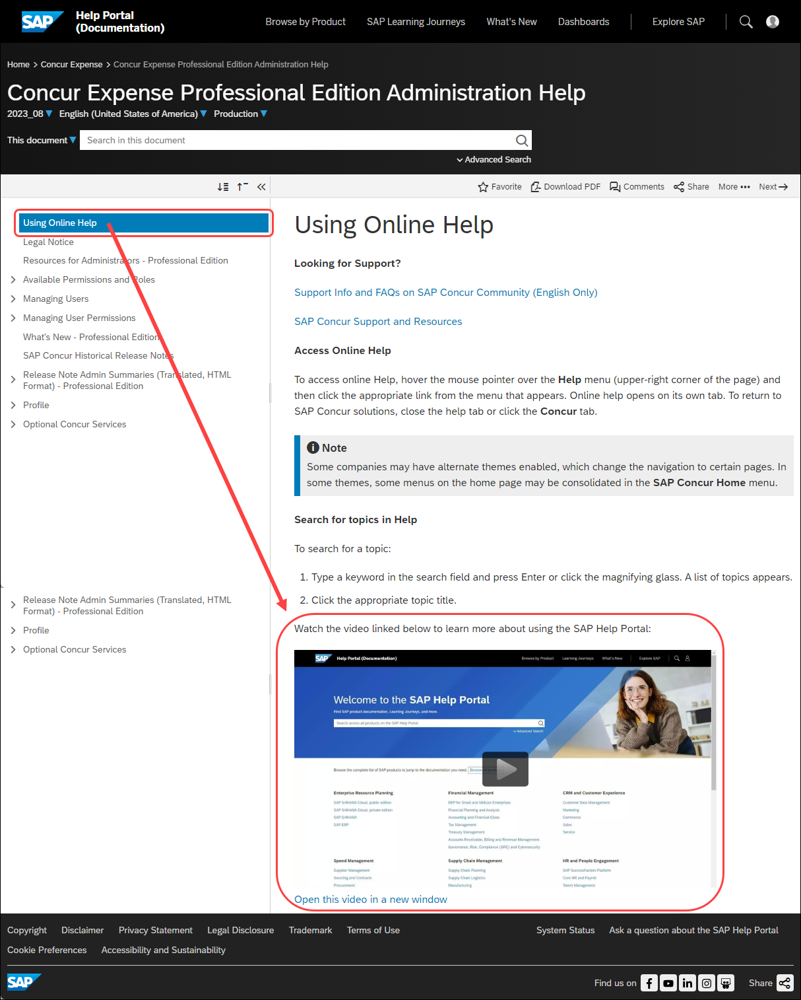 SAP
Help Portal
(Documentation)
Browse by Product
SAP Learning Journeys
What's New
Dashboards
Explore SAP
Home > Concur Expense > Concur Expense Professional Edition Administration Help
Concur Expense Professional Edition Administration Help
2023_08 English (United States of America) Production
This document
Search in this document
Advanced Search
Favorite
Download PDF
Comments
Share
More
Next
Using Online Help
Legal Notice
Resources for Administrators - Professional Edition
Available Permissions and Roles
Managing Users
Managing User Permissions
What's New - Professional Edition
SAP Concur Historical Release Notes
Release Note Admin Summaries (Translated, HTML
Format) - Professional Edition
Profile
Optional Concur Services
Release Note Admin Summaries (Translated, HTML
Format) - Professional Edition
Profile
Optional Concur Services
Using Online Help
Looking for Support?
Support Info and FAQs on SAP Concur Community (English Only)
SAP Concur Support and Resources
Access Online Help
To access online Help, hover the mouse pointer over the Help menu (upper-right corner of the page) and
then click the appropriate link from the menu that appears. Online help opens on its own tab. To return to
SAP Concur solutions, close the help tab or click the Concur tab.
Note
Some companies may have alternate themes enabled, which change the navigation to certain pages. In
some themes, some menus on the home page may be consolidated in the SAP Concur Home menu.
Search for topics in Help
To search for a topic:
1. Type a keyword in the search field and press Enter or click the magnifying glass. A list of topics appears.
2. Click the appropriate topic title.
Watch the video linked below to learn more about using the SAP Help Portal:
SAP
Help Portal (Documentation)
Browse by Product
Learning Journeys
What's New
Explore SAP
Welcome to the SAP Help Portal
Find SAP product documentation, Learning Journeys, and more.
Search across all products on the SAP Help Portal
Advanced Search
Browse the complete list of SAP products to jump to the documentation you need.
Browse
Enterprise Resource Planning
SAP S/4HANA Cloud, public edition
SAP S/4HANA Cloud, private edition
SAP S/4HANA
SAP ERP
Financial Management
ERP for Small and Midsize Enterprises
Financial Planning and Analysis
Accounting and Financial Close
Tax Management
Treasury Management
Accounts Receivable, Billing and Revenue Management
Governance, Risk, Compliance (GRC) and Cybersecurity
CRM and Customer Experience
Customer Data Management
Marketing
Commerce
Sales
Service
Spend Management
Supplier Management
Sourcing and Contracts
Procurement
Supply Chain Management
Supply Chain Planning
Supply Chain Logistics
Manufacturing
HR and People Engagement
SAP SuccessFactors Platform
Core HR and Payroll
Talent Management
Open this video in a new window
Copyright
Disclaimer
Privacy Statement
Legal Disclosure
Trademark
Terms of Use
System Status
Ask a question about the SAP Help Portal
Cookie Preferences
Accessibility and Sustainability
SAP
Find us on
Share